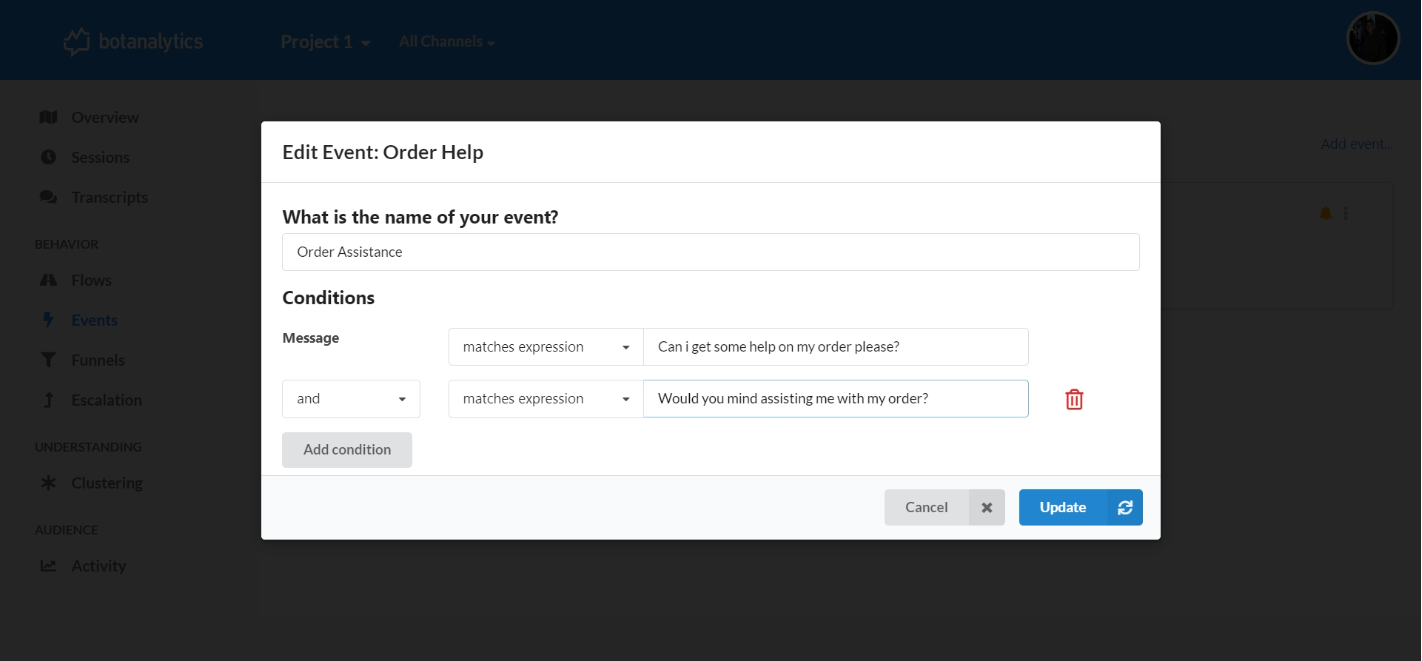 botanalytics
Project 1
All Channels
Overview
Sessions
Transcripts
BEHAVIOR
Flows
Events
Funnels
Escalation
UNDERSTANDING
Clustering
AUDIENCE
Activity
Add event...
Edit Event: Order Help
What is the name of your event?
Order Assistance
Conditions
Message matches expression Can i get some help on my order please?
and matches expression Would you mind assisting me with my order?
Add condition
Cancel Update